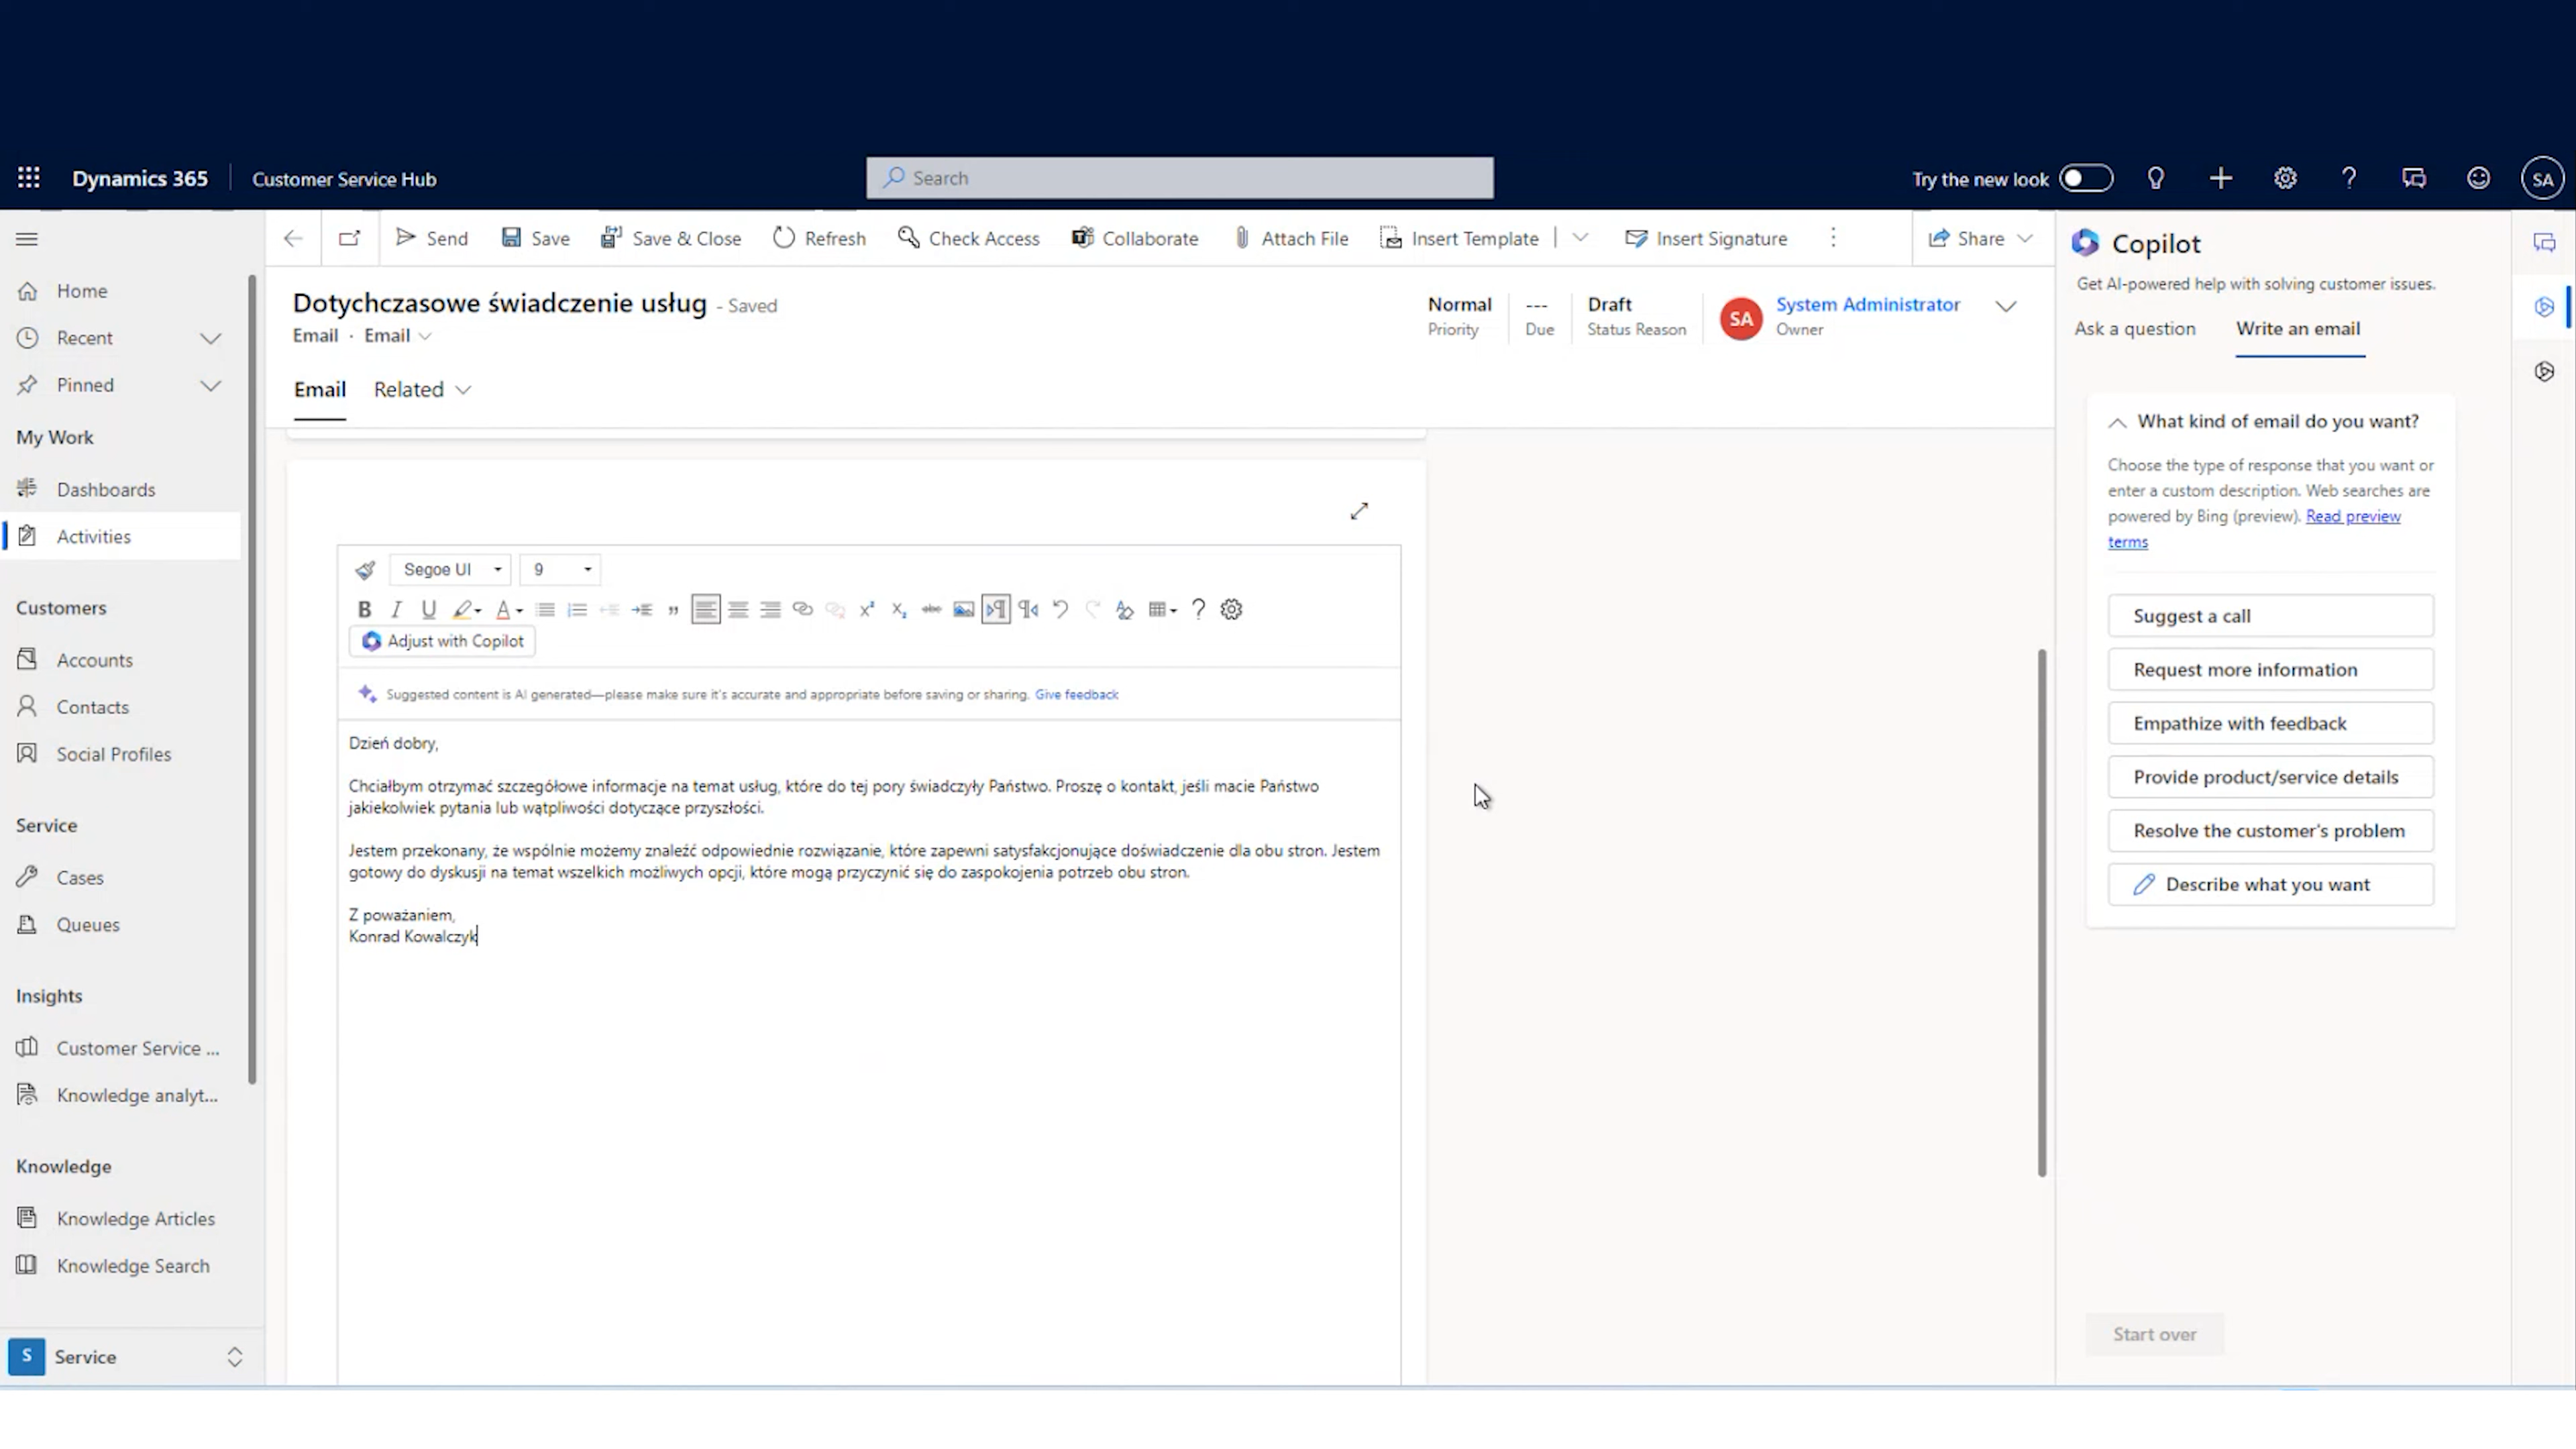 Dynamics 365
Customer Service Hub
Search
Try the new look
SA
Home
Recent
Pinned
My Work
Dashboards
Activities
Customers
Accounts
Contacts
Social Profiles
Service
Cases
Queues
Insights
Customer Service ...
Knowledge analyt...
Knowledge
Knowledge Articles
Knowledge Search
S Service
Send
Save
Save & Close
Refresh
Check Access
Collaborate
Attach File
Insert Template
Insert Signature
Share
Dotychczasowe świadczenie usług - Saved
Email · Email
Normal
Priority
---
Due
Draft
Status Reason
SA
System Administrator
Owner
Email
Related
Segoe UI
9
Adjust with Copilot
Suggested content is AI generated—please make sure it's accurate and appropriate before saving or sharing. Give feedback
Dzień dobry,
Chciałbym otrzymać szczegółowe informacje na temat usług, które do tej pory świadczyły Państwo. Proszę o kontakt, jeśli macie Państwo
jakiekolwiek pytania lub wątpliwości dotyczące przyszłości.
Jestem przekonany, że wspólnie możemy znaleźć odpowiednie rozwiązanie, które zapewni satysfakcjonujące doświadczenie dla obu stron. Jestem
gotowy do dyskusji na temat wszelkich możliwych opcji, które mogą przyczynić się do zaspokojenia potrzeb obu stron.
Z poważaniem,
Konrad Kowalczyk
Copilot
Get AI-powered help with solving customer issues.
Ask a question
Write an email
What kind of email do you want?
Choose the type of response that you want or
enter a custom description. Web searches are
powered by Bing (preview). Read preview
terms
Suggest a call
Request more information
Empathize with feedback
Provide product/service details
Resolve the customer's problem
Describe what you want
Start over